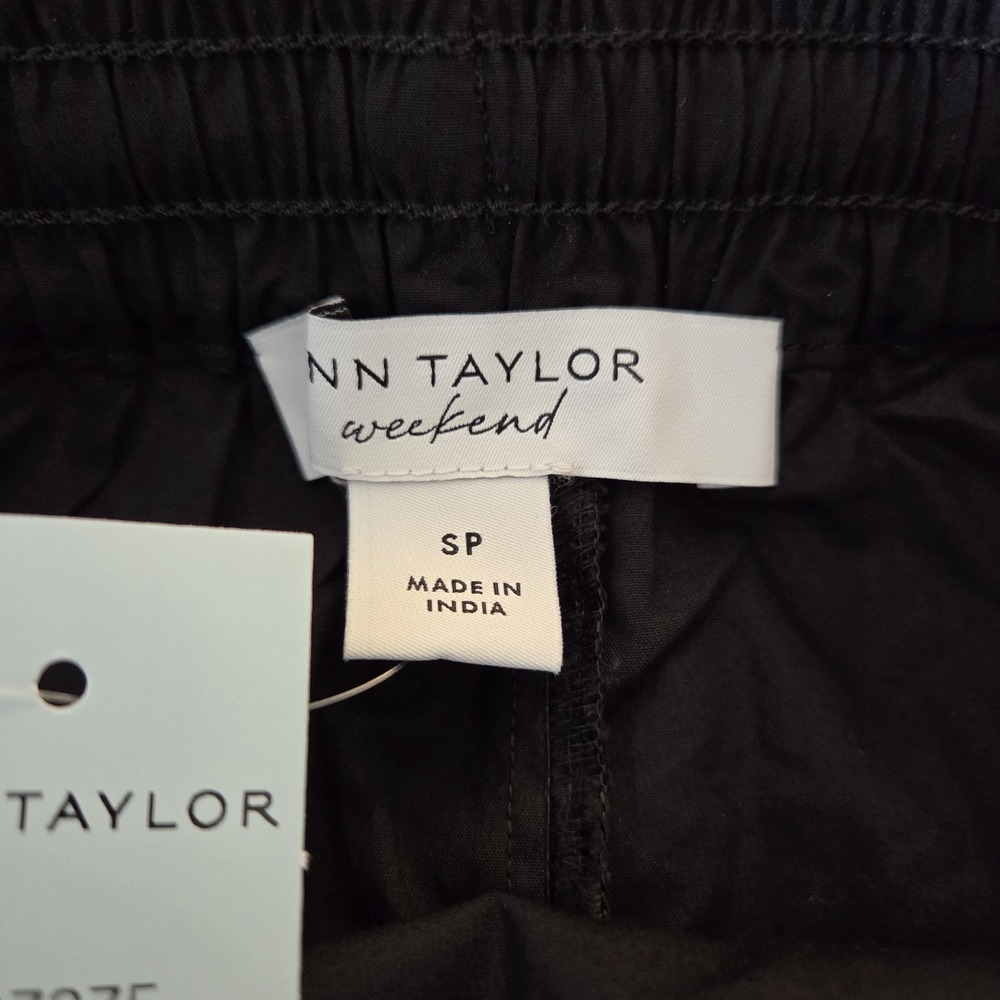 NN TAYLOR
weekend
SP
MADE IN
INDIA
TAYLOR